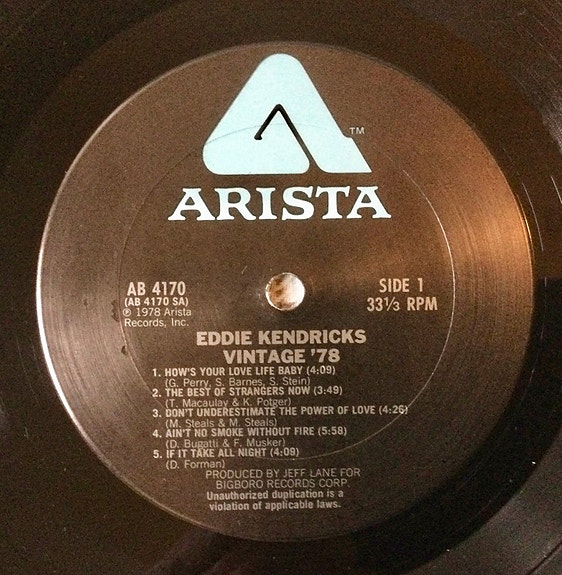 TM
ARISTA
AB 4170
(AB 4170 SA)
℗ 1978 Arista
Records, Inc.
SIDE 1
33⅓ RPM
EDDIE KENDRICKS
VINTAGE '78
1. HOW'S YOUR LOVE LIFE BABY (4:09)
(G. Perry, S. Barnes, S. Stein)
2. THE BEST OF STRANGERS NOW (3:49)
(T. Macaulay & K. Potger)
3. DON'T UNDERESTIMATE THE POWER OF LOVE (4:26)
(M. Steals & M. Steals)
4. AIN'T NO SMOKE WITHOUT FIRE (5:58)
(D. Bugatti & F. Musker)
5. IF IT TAKE ALL NIGHT (4:09)
(D. Forman)
PRODUCED BY JEFF LANE FOR
BIGBORO RECORDS CORP.
Unauthorized duplication is a
violation of applicable laws.